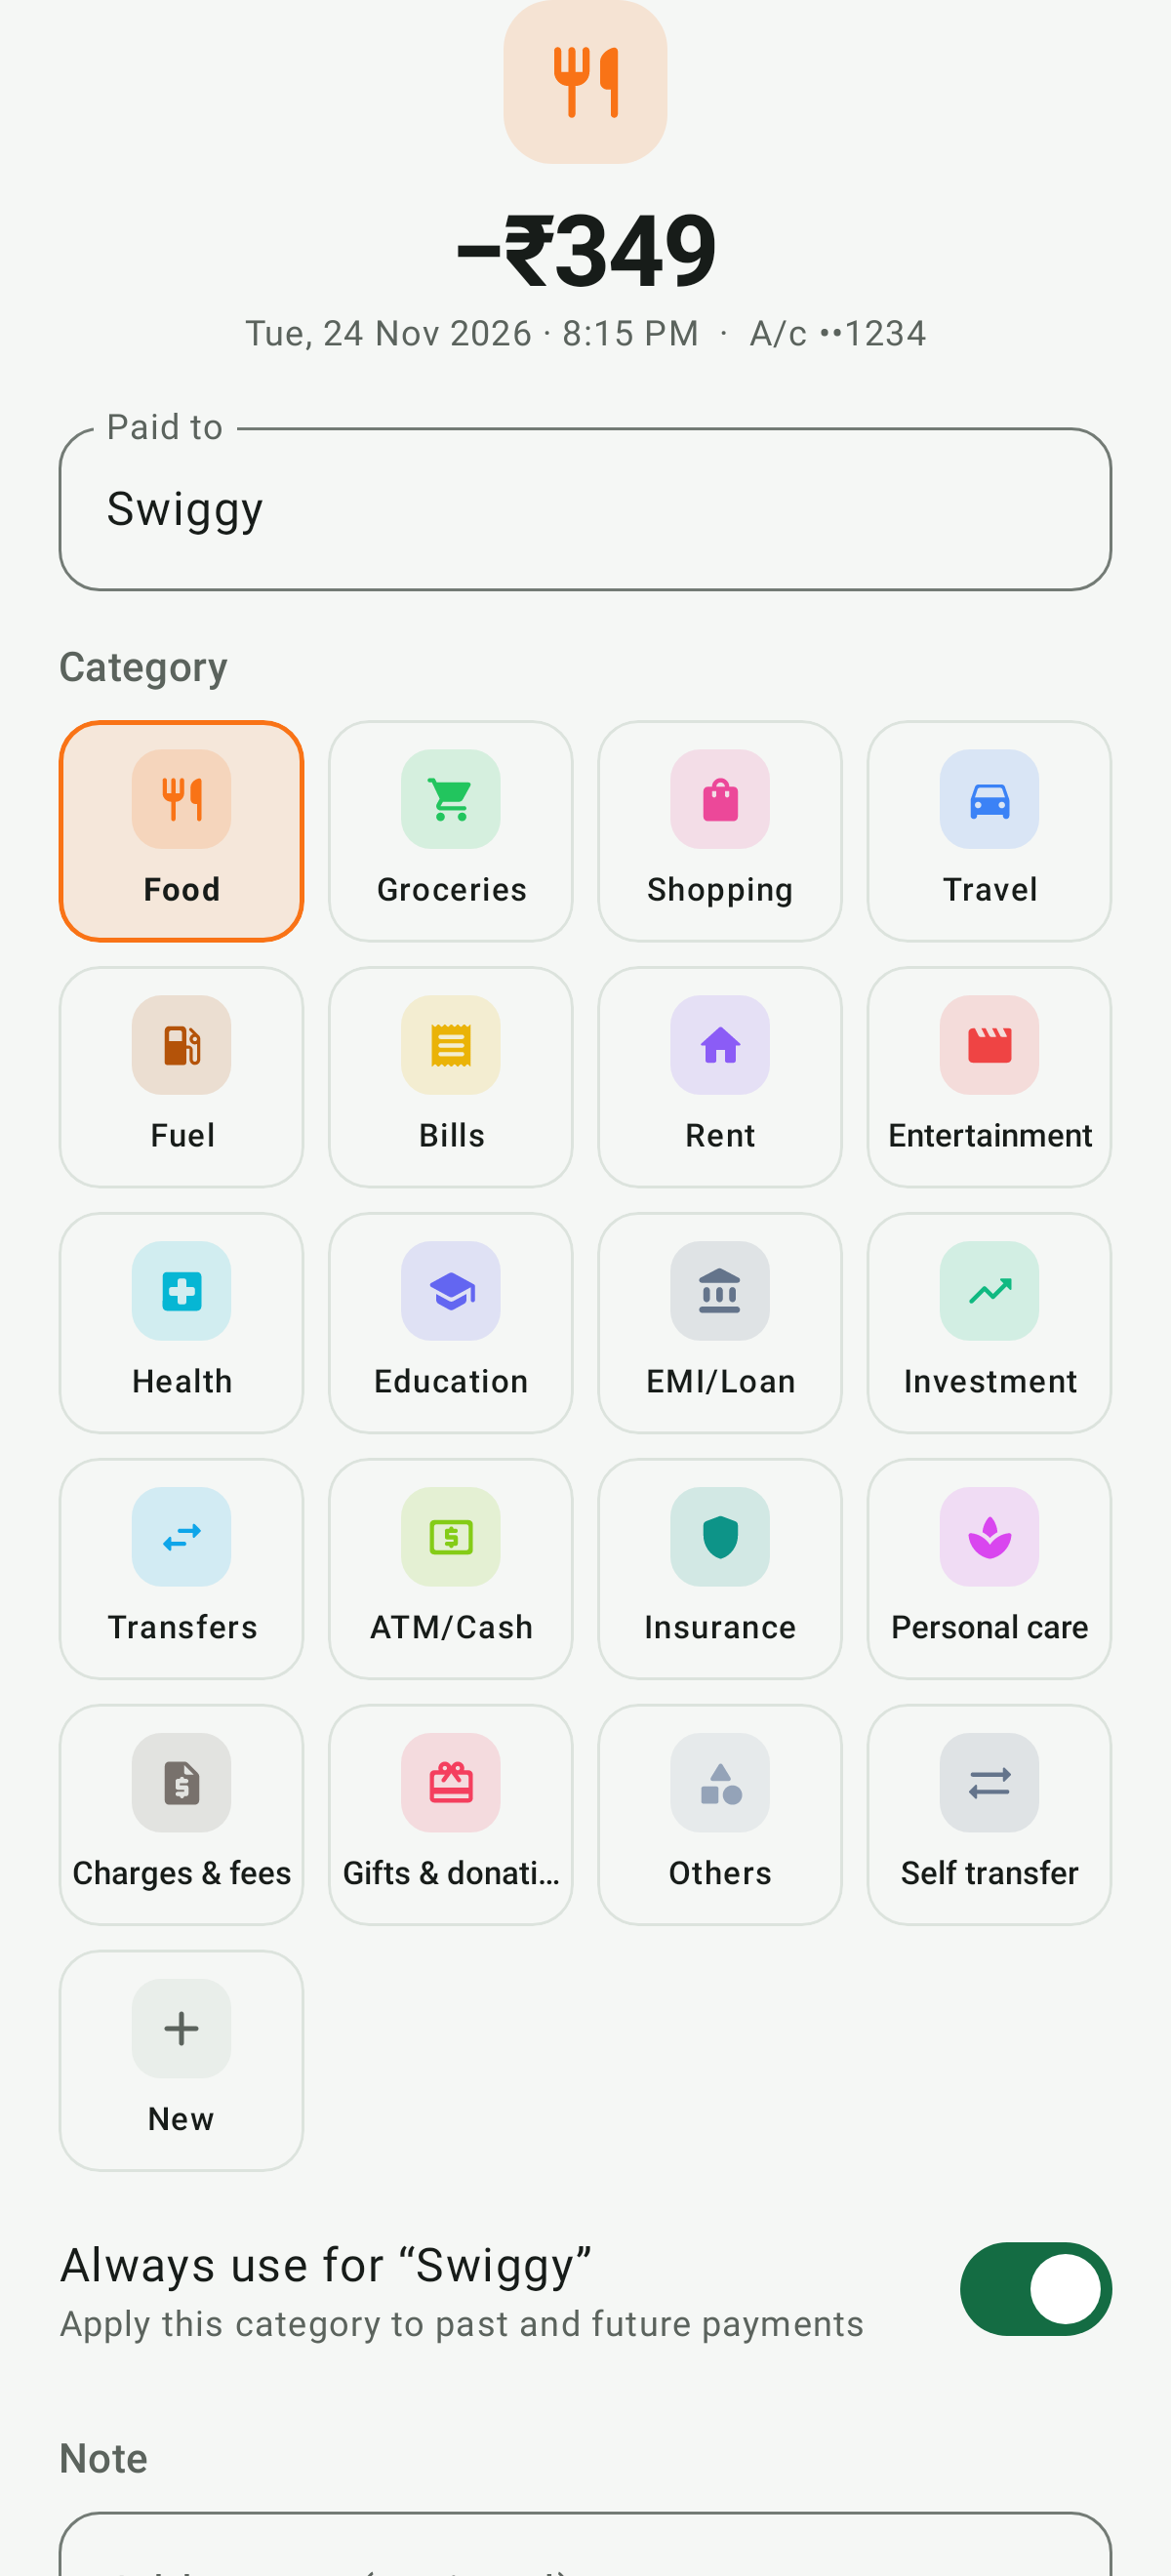 –₹349
Tue, 24 Nov 2026 · 8:15 PM · A/c ••1234
Paid to
Swiggy
Category
Food Groceries Shopping Travel
Fuel Bills Rent Entertainment
Health Education EMI/Loan Investment
Transfers ATM/Cash Insurance Personal care
Charges & fees Gifts & donati... Others Self transfer
New
Always use for “Swiggy”
Apply this category to past and future payments
Note